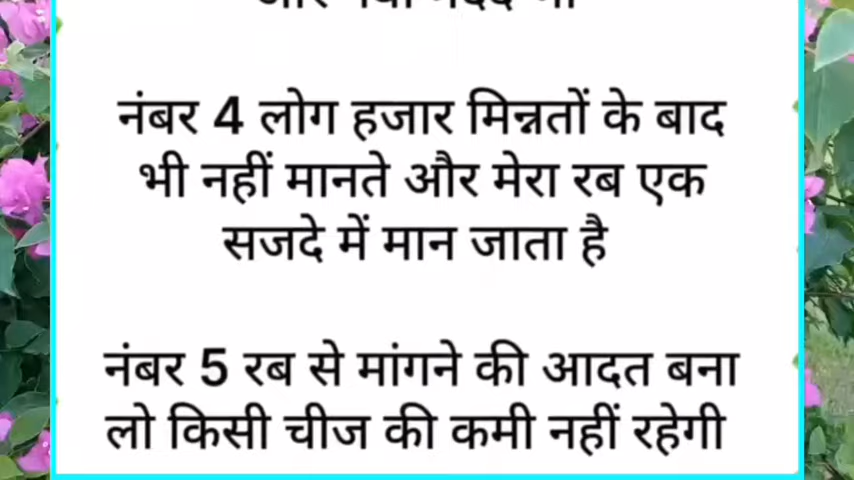 नंबर 4 लोग हजार मिन्नतों के बाद
भी नहीं मानते और मेरा रब एक
सजदे में मान जाता है
नंबर 5 रब से मांगने की आदत बना
लो किसी चीज की कमी नहीं रहेगी